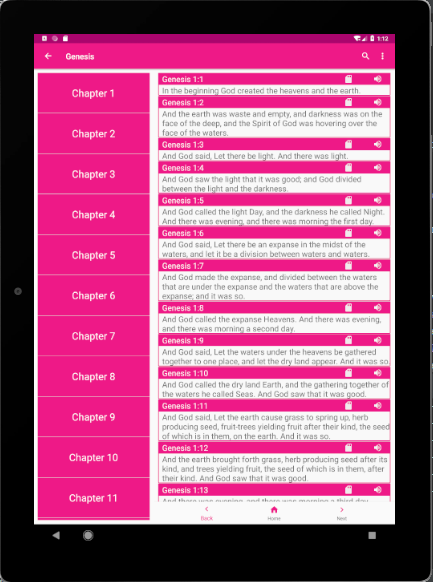 1:12
Genesis
Chapter 1
Chapter 2
Chapter 3
Chapter 4
Chapter 5
Chapter 6
Chapter 7
Chapter 8
Chapter 9
Chapter 10
Chapter 11
Genesis 1:1
In the beginning God created the heavens and the earth.
Genesis 1:2
And the earth was waste and empty, and darkness was on the
face of the deep, and the Spirit of God was hovering over the
face of the waters.
Genesis 1:3
And God said, Let there be light. And there was light.
Genesis 1:4
And God saw the light that it was good; and God divided
between the light and the darkness.
Genesis 1:5
And God called the light Day, and the darkness he called Night.
And there was evening, and there was morning the first day.
Genesis 1:6
And God said, Let there be an expanse in the midst of the
waters, and let it be a division between waters and waters.
Genesis 1:7
And God made the expanse, and divided between the waters
that are under the expanse and the waters that are above the
expanse; and it was so.
Genesis 1:8
And God called the expanse Heavens. And there was evening,
and there was morning a second day.
Genesis 1:9
And God said, Let the waters under the heavens be gathered
together to one place, and let the dry land appear. And it was so.
Genesis 1:10
And God called the dry land Earth, and the gathering together of
the waters he called Seas. And God saw that it was good.
Genesis 1:11
And God said, Let the earth cause grass to spring up, herb
producing seed, fruit-trees yielding fruit after their kind, the seed
of which is in them, on the earth. And it was so.
Genesis 1:12
And the earth brought forth grass, herb producing seed after its
kind, and trees yielding fruit, the seed of which is in them, after
their kind. And God saw that it was good.
Genesis 1:13
And there was evening, and there was morning a third day.
Back
Home
Next